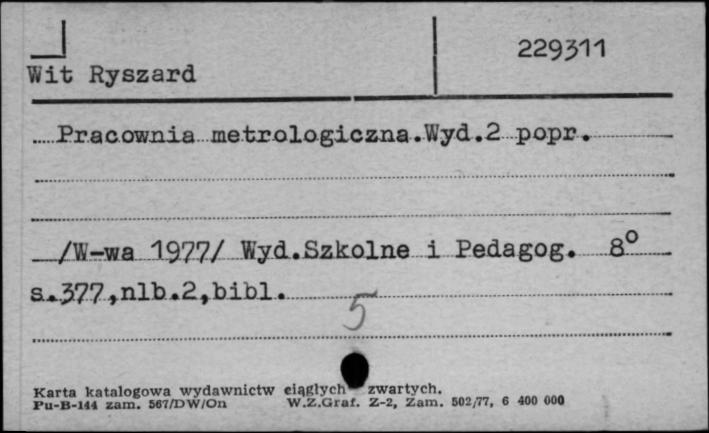 229311
Wit Ryszard
Pracownia metrologiczna.Wyd.2 popr.
/W-wa 1977/ Wyd.Szkolne i Pedagog. 8°
s.377,nlb.2,bibl.
5
Karta katalogowa wydawnictw ciągłych zwartych.
Pu-B-144 zam. 567/DW/On W.Z.Graf. Z-2, Zam. 502/77, 6 400 000